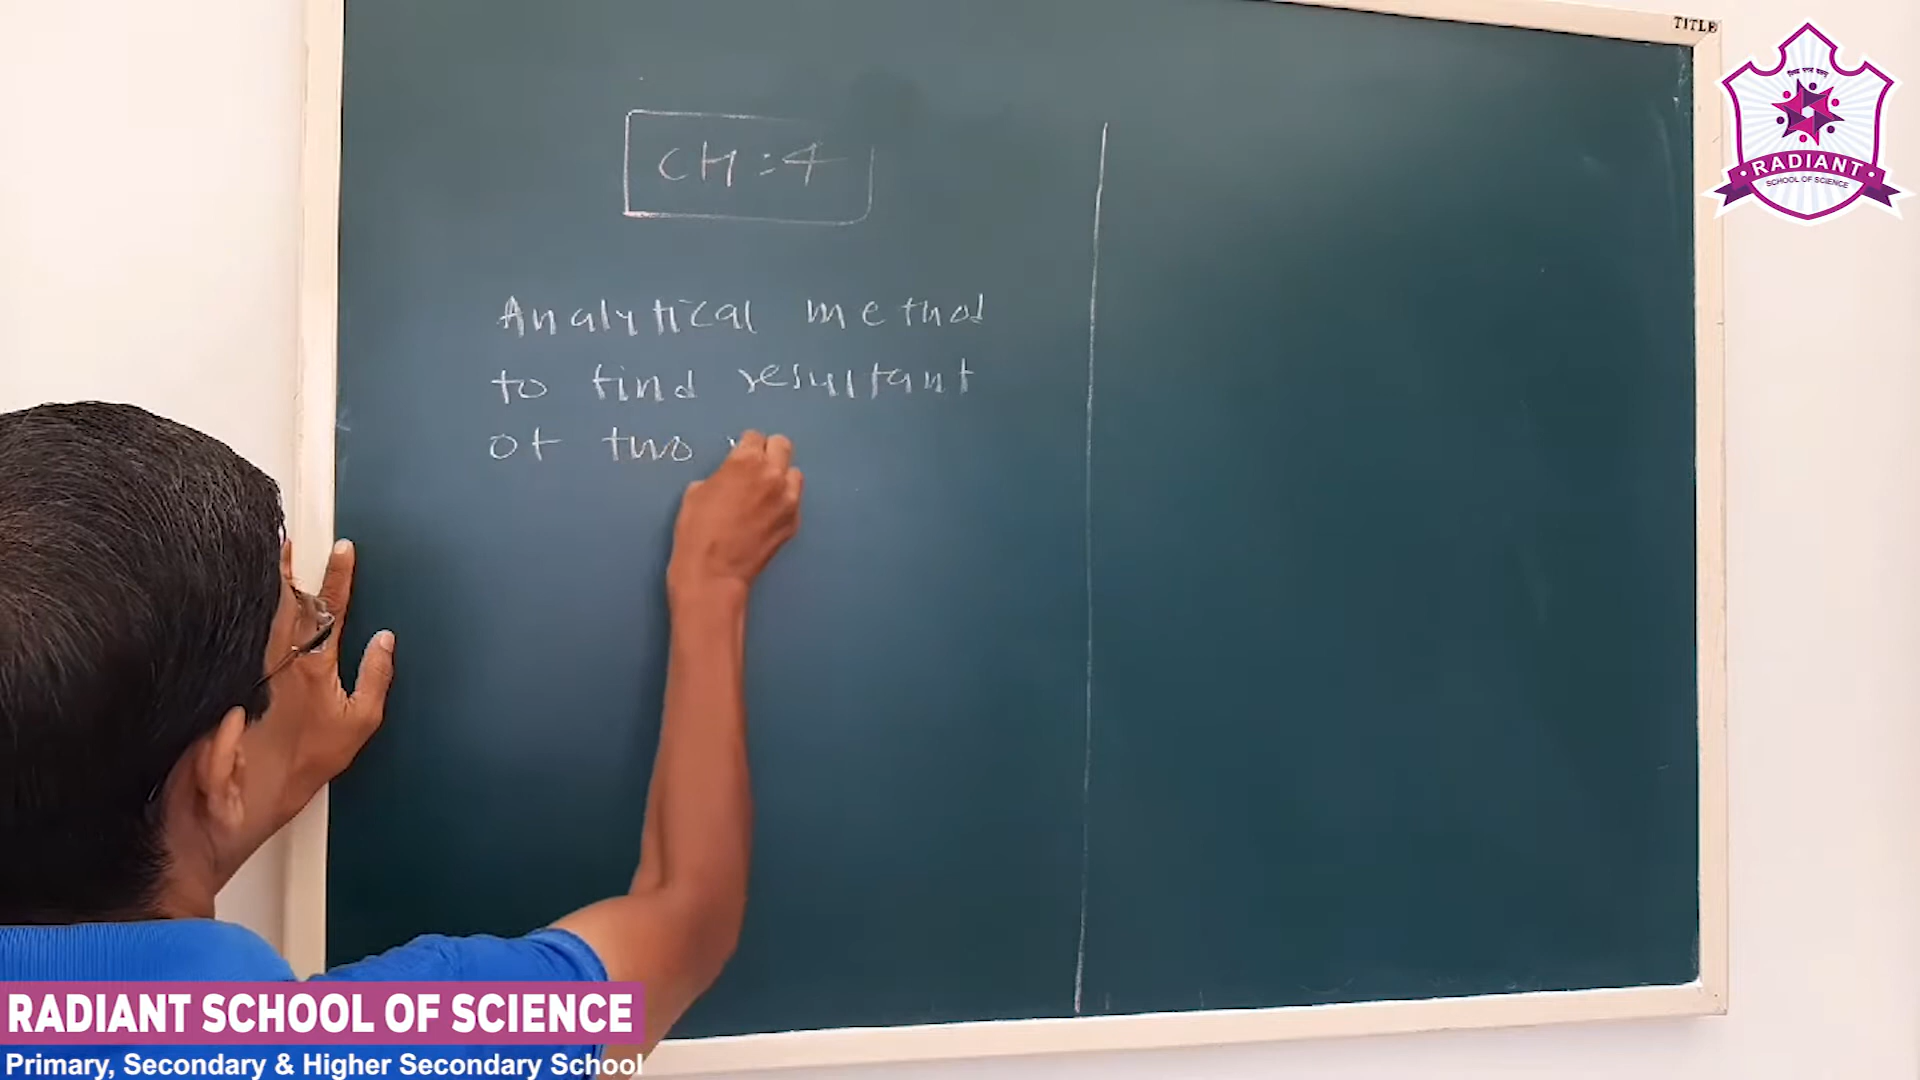 TITLE
CH:4
Analytical method
to find resultant
of two
RADIANT
SCHOOL OF SCIENCE
RADIANT SCHOOL OF SCIENCE
Primary, Secondary & Higher Secondary School